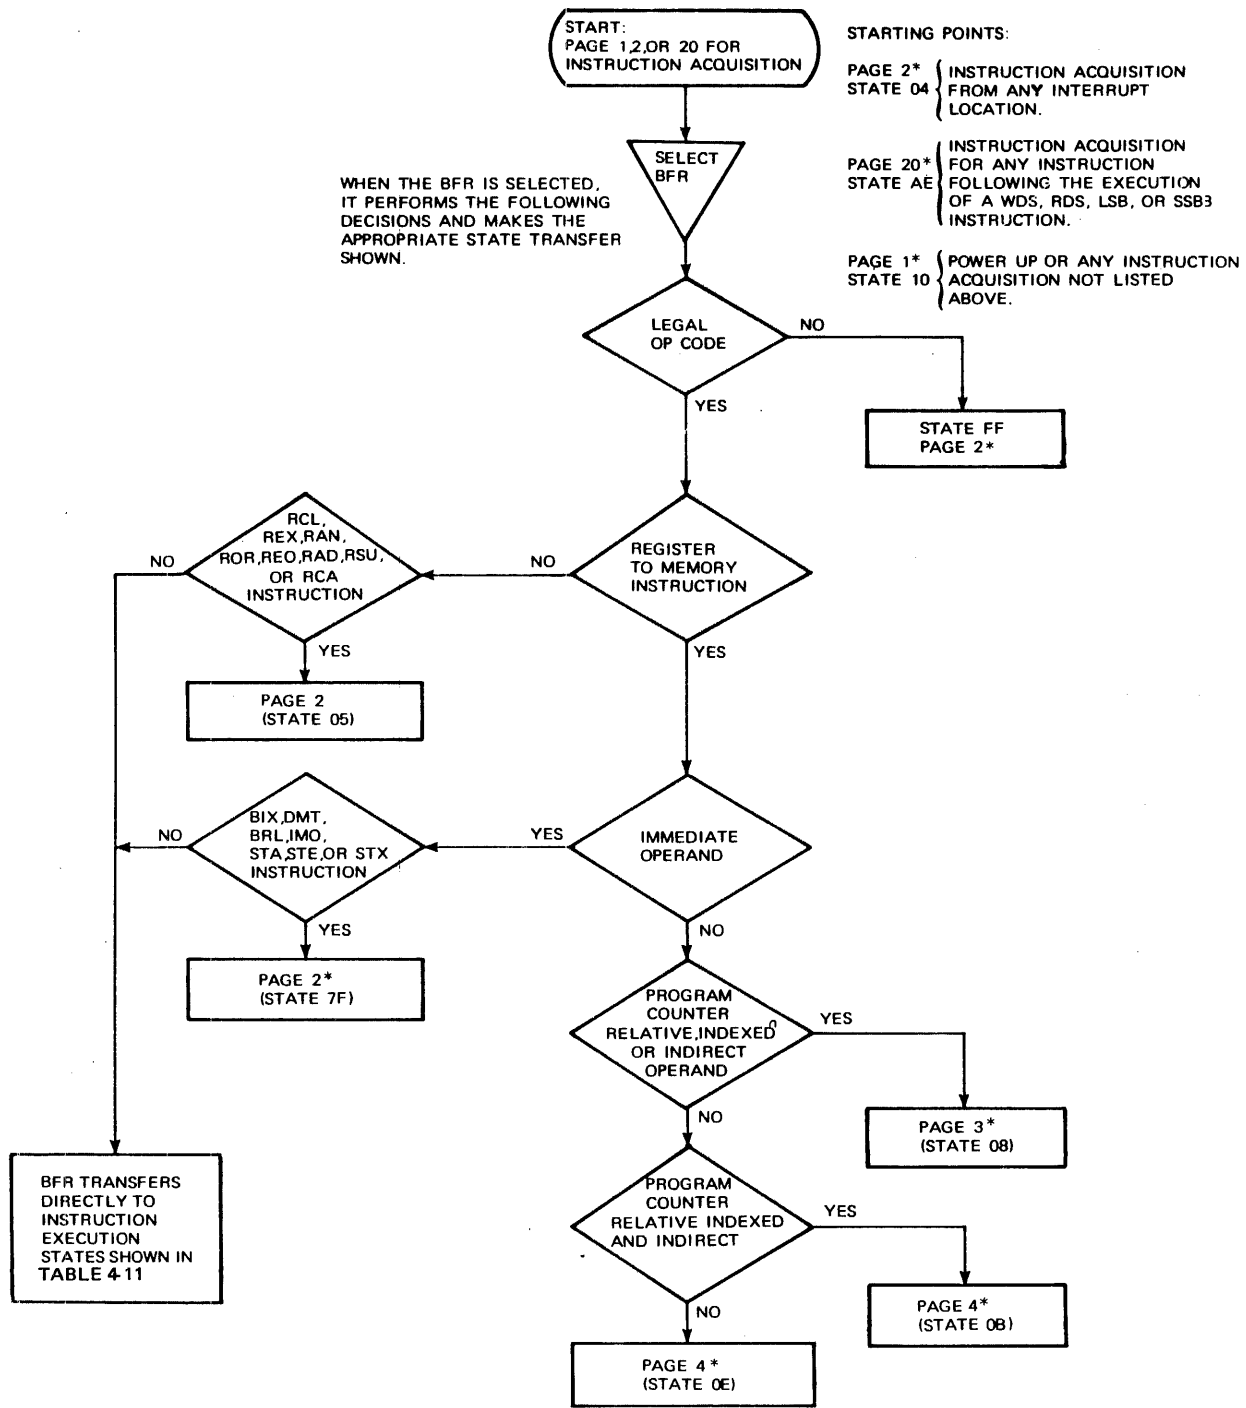 START:
PAGE 1,2,OR 20 FOR
INSTRUCTION ACQUISITION
STARTING POINTS:
PAGE 2*
STATE 04
INSTRUCTION ACQUISITION
FROM ANY INTERRUPT
LOCATION.
PAGE 20*
STATE AE
INSTRUCTION ACQUISITION
FOR ANY INSTRUCTION
FOLLOWING THE EXECUTION
OF A WDS, RDS, LSB, OR SSB3
INSTRUCTION.
PAGE 1*
STATE 10
POWER UP OR ANY INSTRUCTION
ACQUISITION NOT LISTED
ABOVE.
SELECT
BFR
WHEN THE BFR IS SELECTED,
IT PERFORMS THE FOLLOWING
DECISIONS AND MAKES THE
APPROPRIATE STATE TRANSFER
SHOWN.
LEGAL
OP CODE
NO
YES
STATE FF
PAGE 2*
REGISTER
TO MEMORY
INSTRUCTION
NO
YES
RCL,
REX,RAN,
ROR,REO,RAD,RSU,
OR RCA
INSTRUCTION
NO
YES
PAGE 2
(STATE 05)
IMMEDIATE
OPERAND
YES
NO
BIX,DMT,
BRL,IMO,
STA,STE,OR STX
INSTRUCTION
NO
YES
PAGE 2*
(STATE 7F)
PROGRAM
COUNTER
RELATIVE,INDEXED
OR INDIRECT
OPERAND
YES
NO
PAGE 3*
(STATE 08)
PROGRAM
COUNTER
RELATIVE INDEXED
AND INDIRECT
YES
NO
PAGE 4*
(STATE 0B)
PAGE 4*
(STATE 0E)
BFR TRANSFERS
DIRECTLY TO
INSTRUCTION
EXECUTION
STATES SHOWN IN
TABLE 4-11